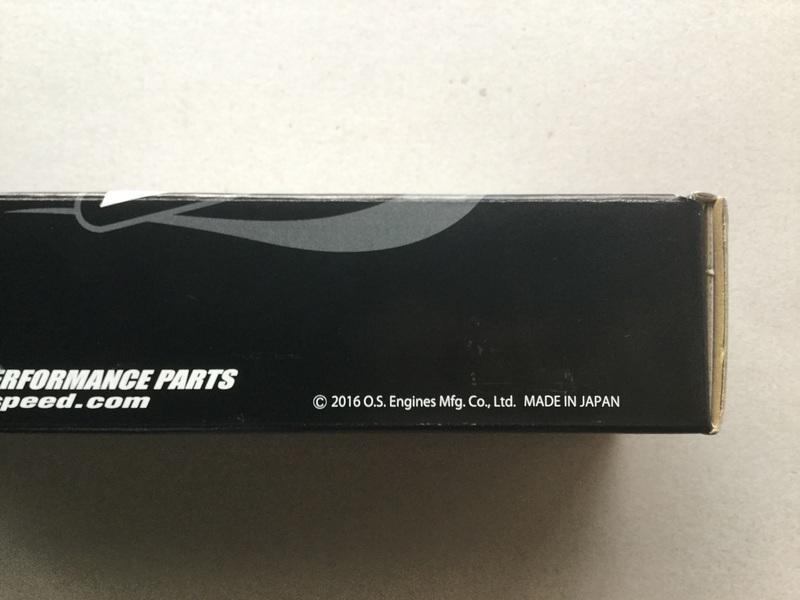 ERFORMANCE PARTS
speed.com
© 2016 O.S. Engines Mfg. Co., Ltd. MADE IN JAPAN